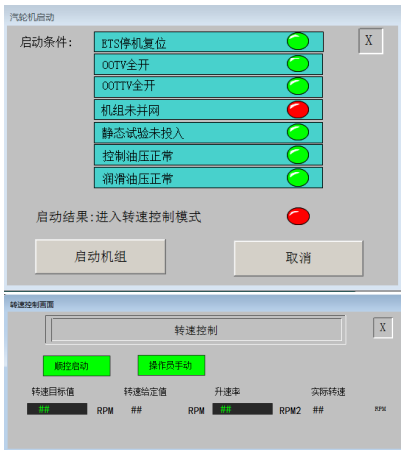 汽轮机启动
启动条件:
X
ETS停机复位
OOTV全开
OOTTV全开
机组未并网
静态试验未投入
控制油压正常
润滑油压正常
启动结果:进入转速控制模式
启动机组
取消
转速控制画面
转速控制
X
顺控启动
操作员手动
转速目标值 转速给定值 升速率 实际转速
## RPM ## RPM ## RPM2 ## RPM